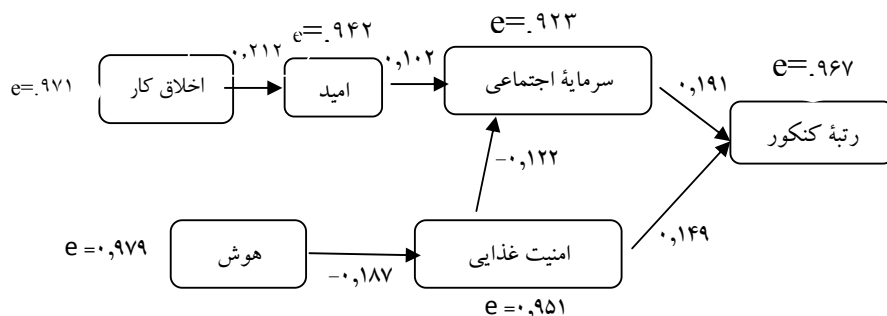 e=.۹۲۳
e=.۹۴۲
e=.۹۶۷
e=.۹۷۱
اخلاق کار
۰,۲۱۲
امید
۰,۱۰۲
سرمایهٔ اجتماعی
۰,۱۹۱
رتبهٔ کنکور
−۰,۱۲۲
e =۰,۹۷۹
هوش
−۰,۱۸۷
امنیت غذایی
۰,۱۴۹
e =۰,۹۵۱